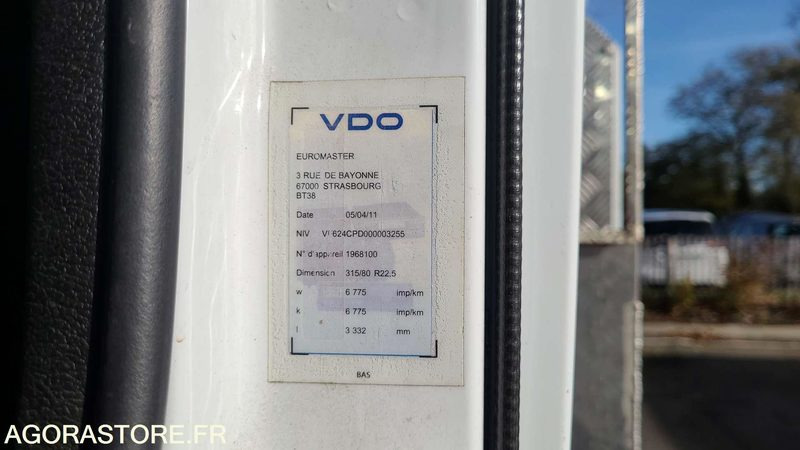 VDO
EUROMASTER
3 RUE DE BAYONNE
67000 STRASBOURG
BT38
Date 05/04/11
NIV 624CPD000003255
N° d'appareil 1968100
Dimension 315/80 R22.5
w 6 775 imp/km
k 6 775 imp/km
l 3 332 mm
BAS
AGORASTORE.FR